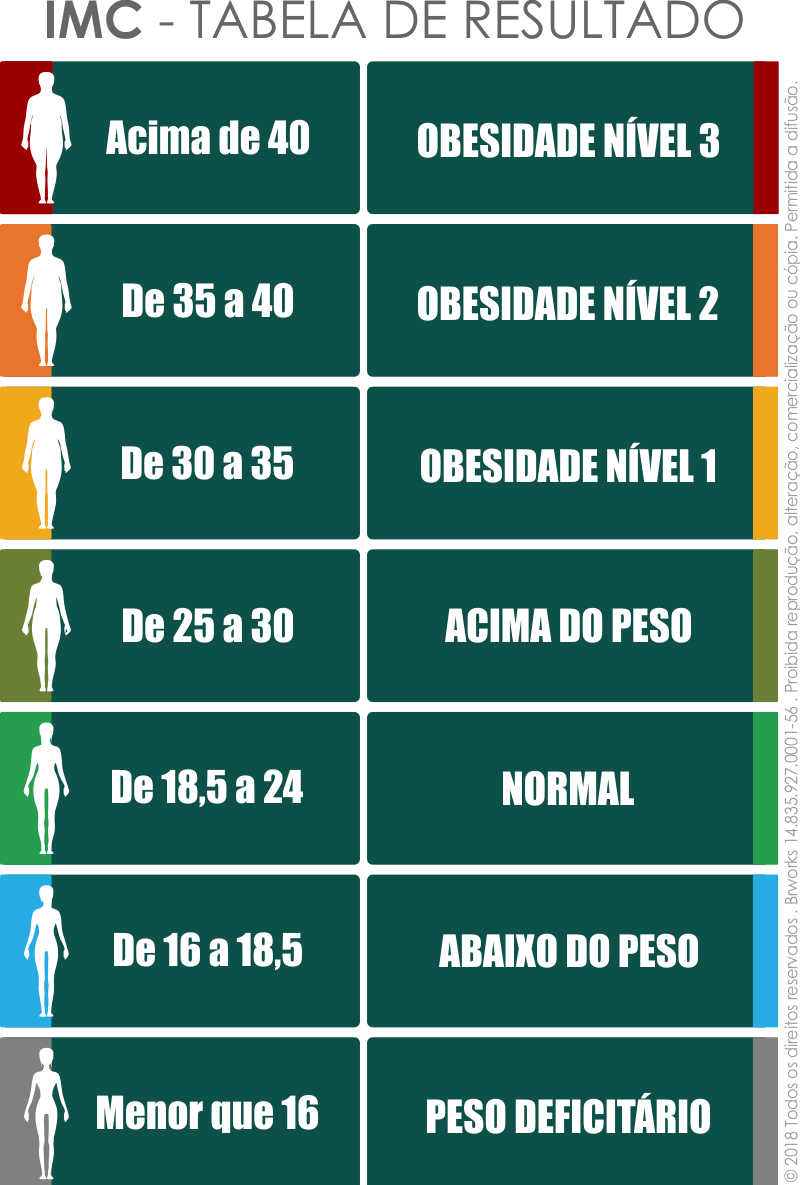 IMC - TABELA DE RESULTADO
Acima de 40
OBESIDADE NÍVEL 3
De 35 a 40
OBESIDADE NÍVEL 2
De 30 a 35
OBESIDADE NÍVEL 1
De 25 a 30
ACIMA DO PESO
De 18,5 a 24
NORMAL
De 16 a 18,5
ABAIXO DO PESO
Menor que 16
PESO DEFICITÁRIO
© 2018 Todos os direitos reservados . Brworks 14.835.927.0001-56 . Proibida reprodução, alteração, comercialização ou cópia. Permitida a difusão.